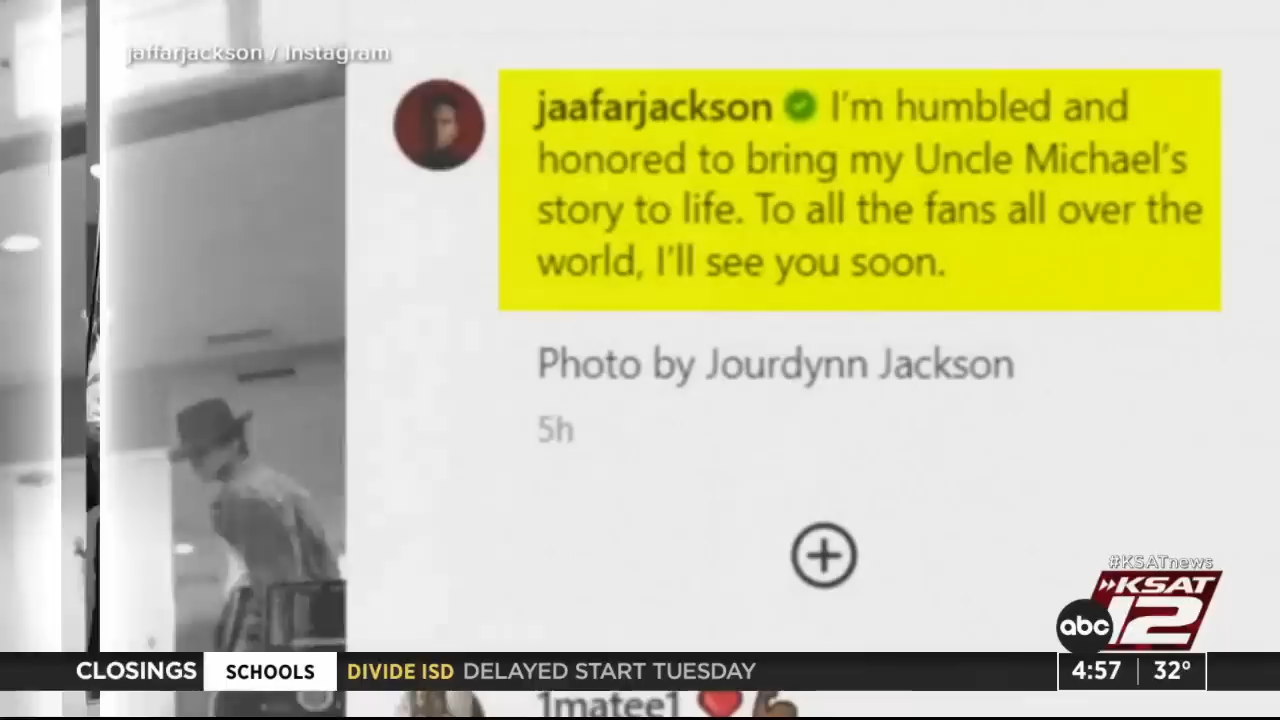 jaffarjackson / Instagram
jaafarjackson I'm humbled and
honored to bring my Uncle Michael's
story to life. To all the fans all over the
world, I'll see you soon.
Photo by Jourdynn Jackson
5h
#KSATnews
KSAT
abc 12
CLOSINGS SCHOOLS DIVIDE ISD DELAYED START TUESDAY 4:57 32°
1matee1